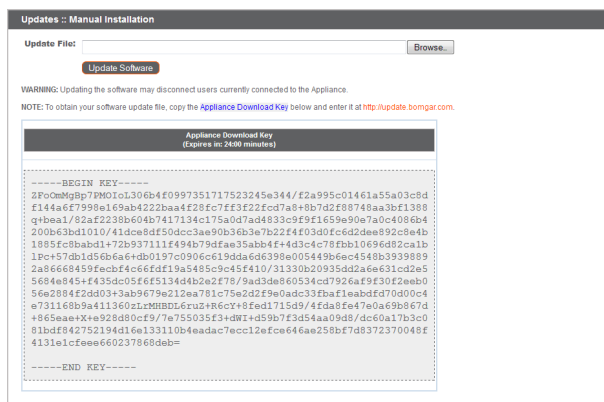 Updates :: Manual Installation
Update File:
Browse..
Update Software
WARNING: Updating the software may disconnect users currently connected to the Appliance.
NOTE: To obtain your software update file, copy the Appliance Download Key below and enter it at http://update.bomgar.com.
Appliance Download Key
(Expires in: 24:00 minutes)
-----BEGIN KEY-----
ZFoOmMgBp7PMOIoL306b4f0997351717523245e344/f2a995c01461a55a03c8d
f144a6f7998e169ab4222baa4f28fc7ff3f22fcd7a8+8b7d2f88748aa3bf1388
q+bea1/82af2238b604b7417134c175a0d7ad4833c9f9f1659e90e7a0c4086b4
200b63bd1010/41dce8df50dcc3ae90b36b3e7b22f4f03d0fc6d2dee892c8e4b
1885fc8babd1+72b937111f494b79dfae35abb4f+4d3c4c78fbb10696d82ca1b
1Pc+57db1d56b6a6+db0197c0906c619dda6d6398e005449b6ec4548b3939889
2a86668459fecbf4c66fdf19a5485c9c45f410/31330b20935dd2a6e631cd2e5
5684e845+f435dc05f6f5134d4b2e2f78/9ad3de860534cd7926af9f30f2eeb0
56e2884f2dd03+3ab9679e212ea781c75e2d2f9e0adc33fbaf1eabdfd70d00c4
e731168b9a411360zLrMHBDL6ruZ+R6cY+8fed1715d9/4fda8fe47e0a69b867d
+865eae+X+e928d80cf9/7e755035f3+dWI+d59b7f3d54aa09d8/dc60a17b3c0
81bdf842752194d16e133110b4eadac7ecc12efce646ae258bf7d8372370048f
4131e1cfeee660237868deb=
-----END KEY-----